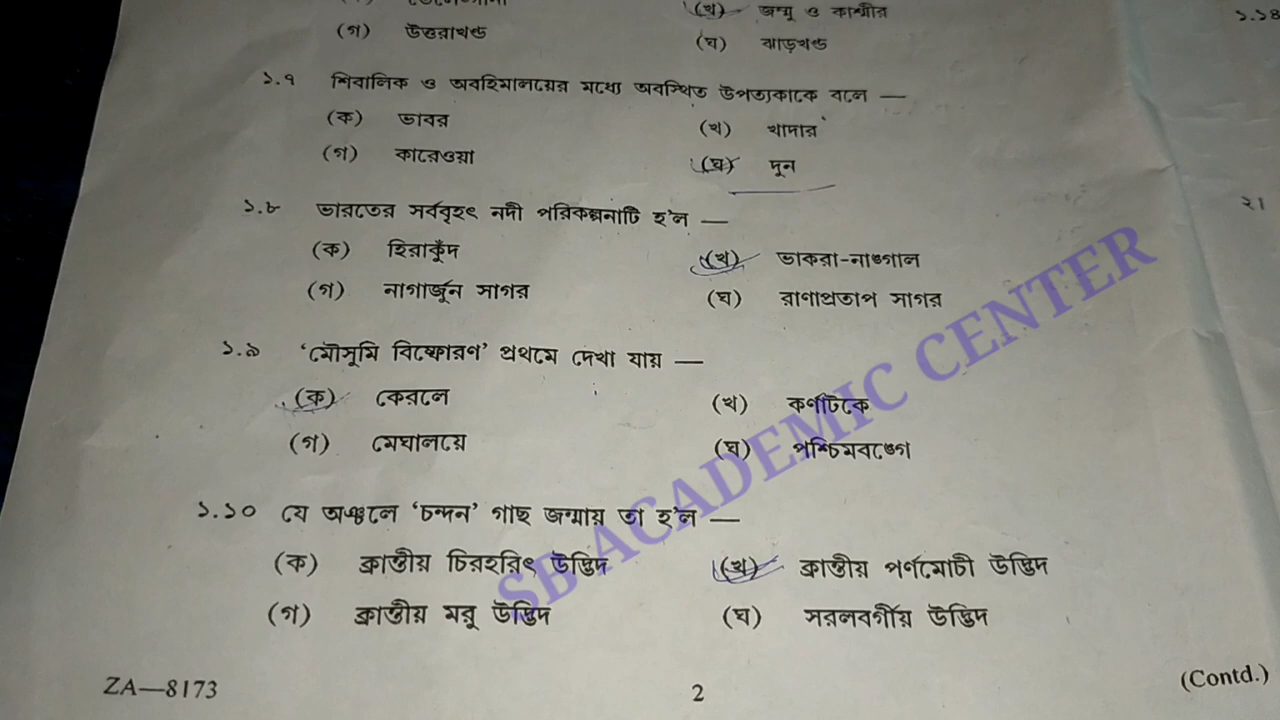 (খ) জম্মু ও কাশ্মীর
(গ) উত্তরাখণ্ড (ঘ) ঝাড়খণ্ড
১.১৪
১.৭ শিবালিক ও অবহিমালয়ের মধ্যে অবস্থিত উপত্যকাকে বলে —
(ক) ভাবর (খ) খাদার
(গ) কারেওয়া (ঘ) দুন
২।
১.৮ ভারতের সর্ববৃহৎ নদী পরিকল্পনাটি হ'ল —
(ক) হিরাকুঁদ (খ) ভাকরা-নাঙ্গাল
(গ) নাগার্জুন সাগর (ঘ) রাণাপ্রতাপ সাগর
১.৯ 'মৌসুমি বিস্ফোরণ' প্রথমে দেখা যায় —
(ক) কেরলে (খ) কর্ণাটকে
(গ) মেঘালয়ে (ঘ) পশ্চিমবঙ্গে
১.১০ যে অঞ্চলে 'চন্দন' গাছ জন্মায় তা হ'ল —
(ক) ক্রান্তীয় চিরহরিৎ উদ্ভিদ (খ) ক্রান্তীয় পর্ণমোচী উদ্ভিদ
(গ) ক্রান্তীয় মরু উদ্ভিদ (ঘ) সরলবর্গীয় উদ্ভিদ
SB ACADEMIC CENTER
ZA—8173 2 (Contd.)